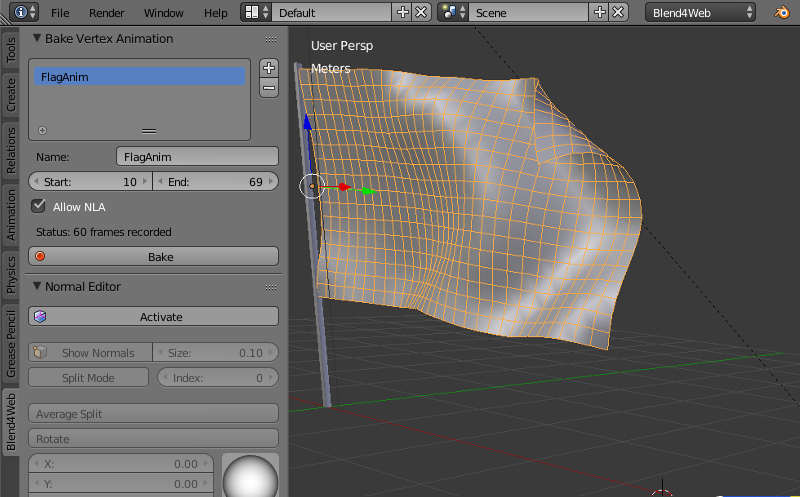 File Render Window Help Default Scene Blend4Web
Tools
Create
Relations
Animation
Physics
Grease Pencil
Blend4Web
Bake Vertex Animation
FlagAnim
Name: FlagAnim
Start: 10 End: 69
Allow NLA
Status: 60 frames recorded
Bake
Normal Editor
Activate
Show Normals Size: 0.10
Split Mode Index: 0
Average Split
Rotate
X: 0.00
Y: 0.00
User Persp
Meters